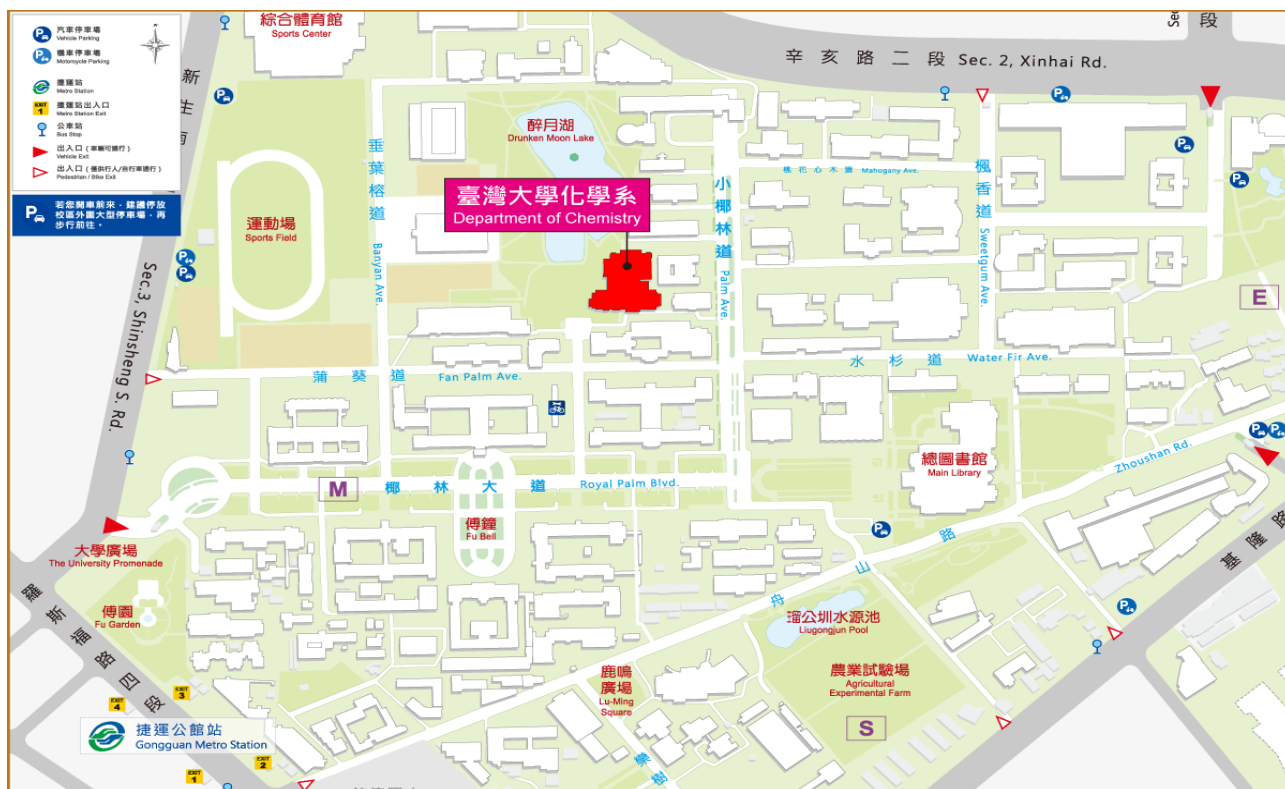 汽車停車場
Vehicle Parking
機車停車場
Motorcycle Parking
捷運站
Metro Station
EXIT
1
捷運站出入口
Metro Station Exit
公車站
Bus Stop
出入口（車輛可通行）
Vehicle Exit
出入口（僅供行人/自行車通行）
Pedestrian / Bike Exit
若您開車前來，建議停放
校區外圍大型停車場，再
步行前往。
綜合體育館
Sports Center
新生南
Sec.3, Shinsheng S. Rd.
段
辛亥路二段 Sec. 2, Xinhai Rd.
醉月湖
Drunken Moon Lake
垂葉榕道
Banyan Ave.
運動場
Sports Field
臺灣大學化學系
Department of Chemistry
小椰林道
Palm Ave.
桃花心木道 Mahogany Ave.
楓香道
Sweetgum Ave.
E
蒲葵道 Fan Palm Ave.
水杉道 Water Fir Ave.
總圖書館
Main Library
Zhoushan Rd.
M
椰林大道 Royal Palm Blvd.
傅鐘
Fu Bell
大學廣場
The University Promenade
傅園
Fu Garden
羅斯福路四段
舟山路
基隆路
瑠公圳水源池
Liugongjun Pool
鹿鳴
廣場
Lu-Ming
Square
農業試驗場
Agricultural
Experimental Farm
S
EXIT
3
EXIT
4
捷運公館站
Gongguan Metro Station
EXIT
2
EXIT
1